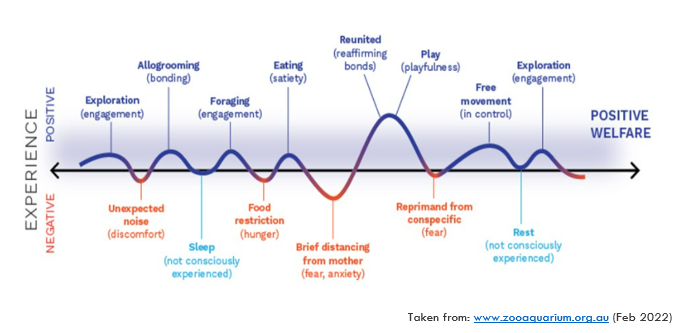 Reunited
(reaffirming
bonds)
Play
(playfulness)
Allogrooming
(bonding)
Eating
(satiety)
Exploration
(engagement)
Exploration
(engagement)
Foraging
(engagement)
Free
movement
(in control)
POSITIVE
WELFARE
EXPERIENCE
POSITIVE
NEGATIVE
Unexpected
noise
(discomfort)
Food
restriction
(hunger)
Reprimand from
conspecific
(fear)
Sleep
(not consciously
experienced)
Brief distancing
from mother
(fear, anxiety)
Rest
(not consciously
experienced)
Taken from: www.zooaquarium.org.au (Feb 2022)